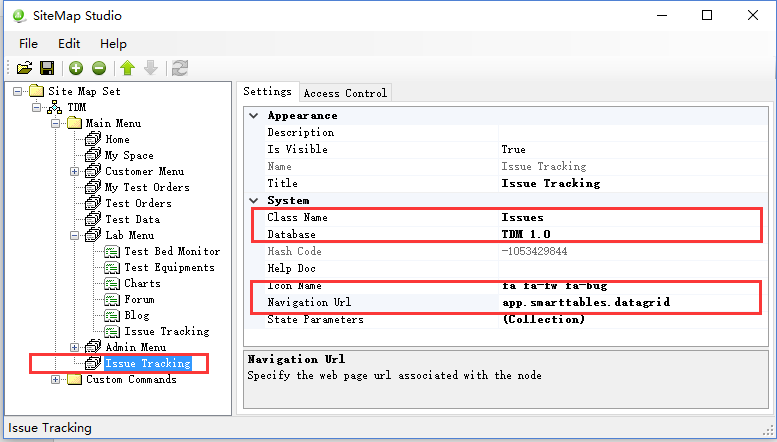 SiteMap Studio
File Edit Help
Site Map Set
TDM
Main Menu
Home
My Space
Customer Menu
My Test Orders
Test Orders
Test Data
Lab Menu
Test Bed Monitor
Test Equipments
Charts
Forum
Blog
Issue Tracking
Admin Menu
Issue Tracking
Custom Commands
Settings Access Control
Appearance
Description
Is Visible True
Name Issue Tracking
Title Issue Tracking
System
Class Name Issues
Database TDM 1.0
Hash Code -1053429844
Help Doc
Icon Name fa fa-fw fa-bug
Navigation Url app.smarttables.datagrid
State Parameters (Collection)
Navigation Url
Specify the web page url associated with the node
Issue Tracking